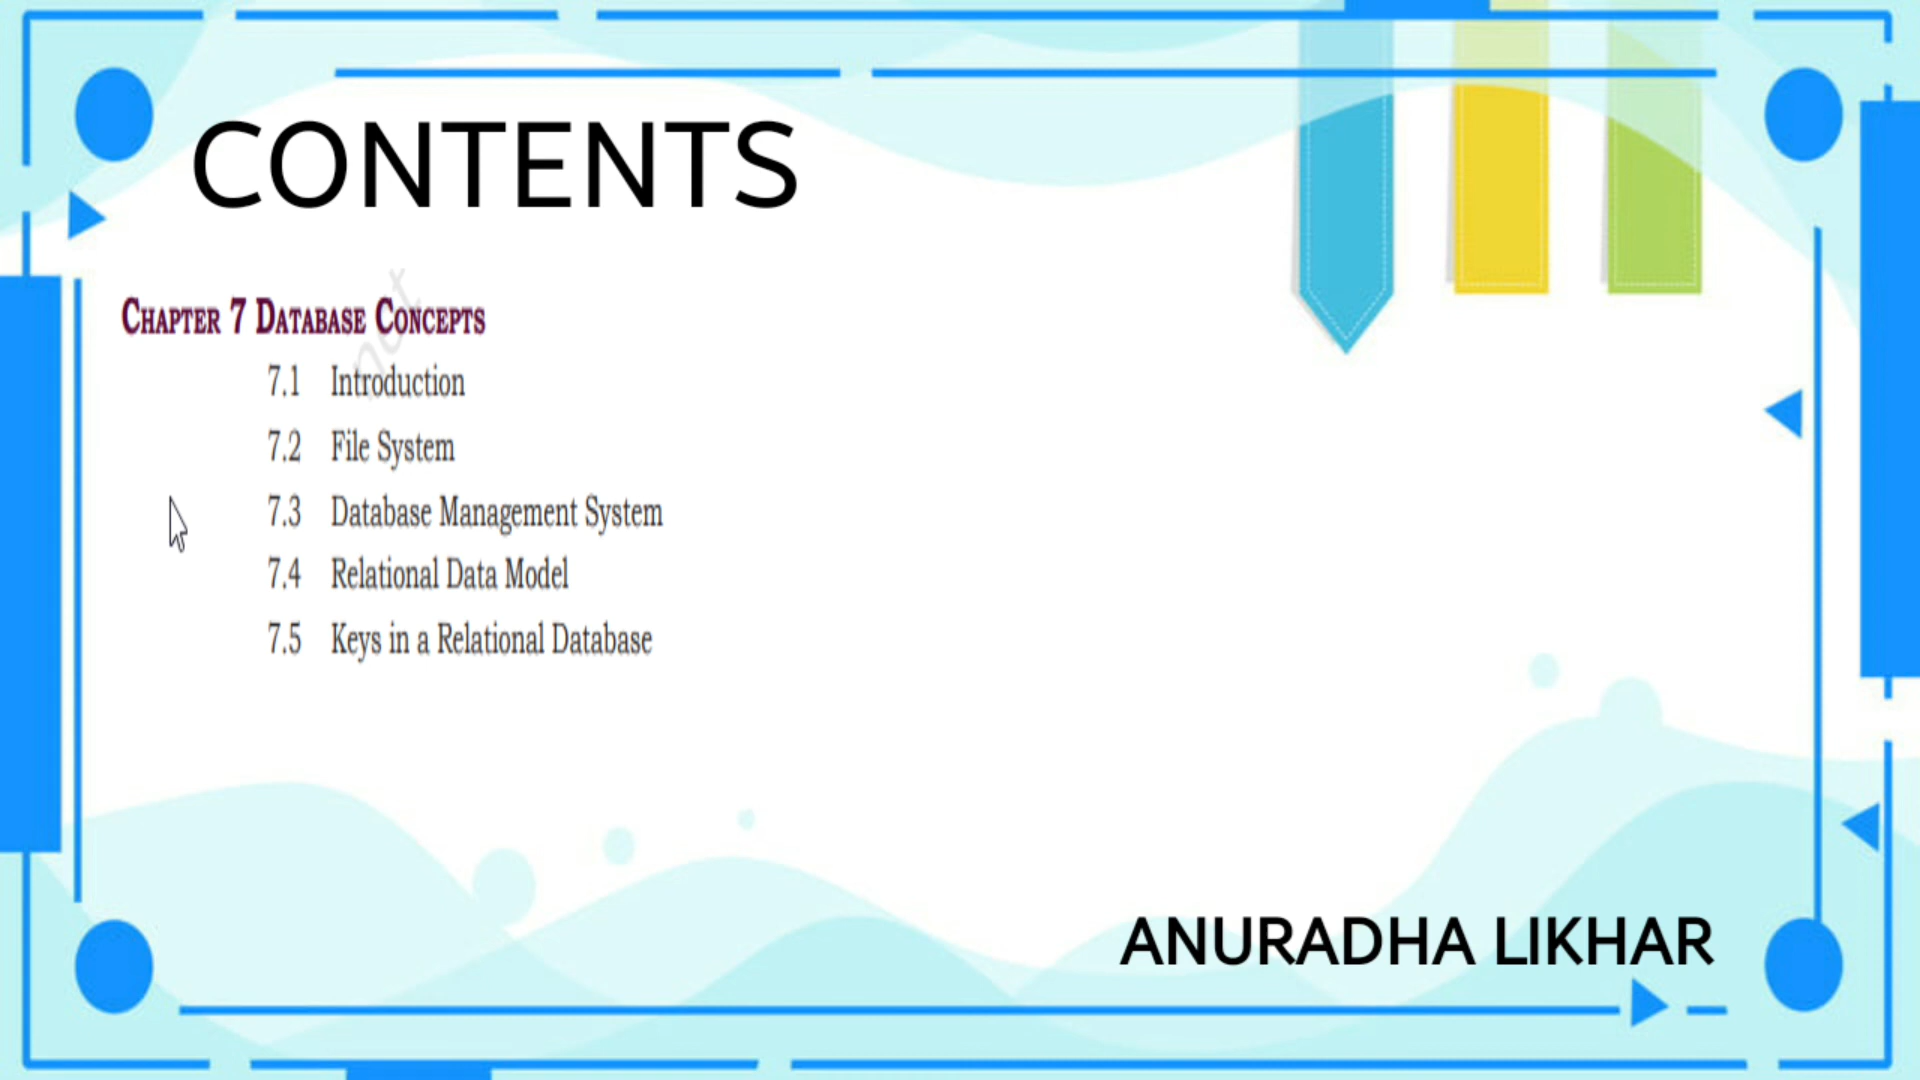 CONTENTS
CHAPTER 7 DATABASE CONCEPTS
7.1 Introduction
7.2 File System
7.3 Database Management System
7.4 Relational Data Model
7.5 Keys in a Relational Database
ANURADHA LIKHAR